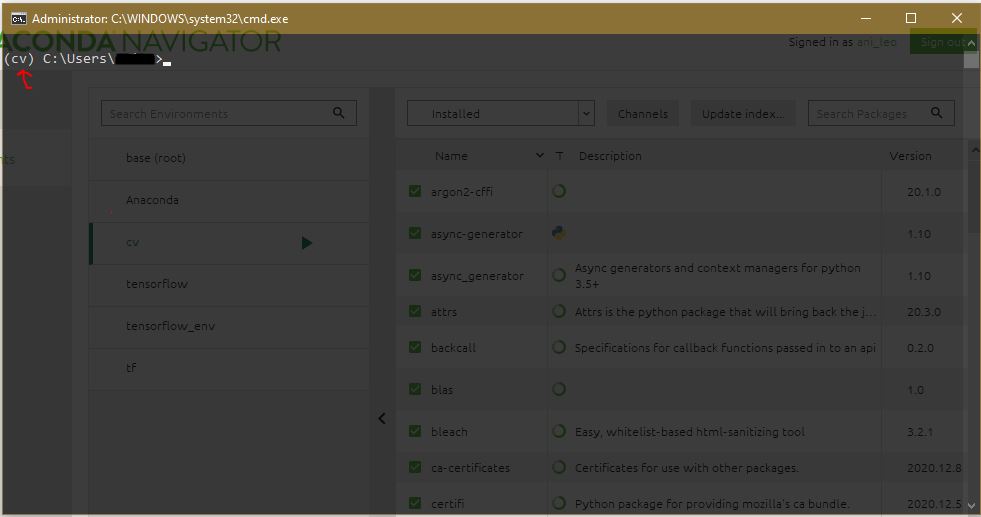 Administrator: C:\WINDOWS\system32\cmd.exe
ACONDA NAVIGATOR
Signed in as ani_leo
Sign out
(cv) C:\Users\ >
Search Environments
Installed
Channels
Update index...
Search Packages
nts
base (root)
Name T Description Version
Anaconda
argon2-cffi 20.1.0
cv
async-generator 1.10
tensorflow
async_generator Async generators and context managers for python 3.5+ 1.10
tensorflow_env
attrs Attrs is the python package that will bring back the j... 20.3.0
tf
backcall Specifications for callback functions passed in to an api 0.2.0
blas 1.0
bleach Easy, whitelist-based html-sanitizing tool 3.2.1
ca-certificates Certificates for use with other packages. 2020.12.8
certifi Python package for providing mozilla's ca bundle. 2020.12.5